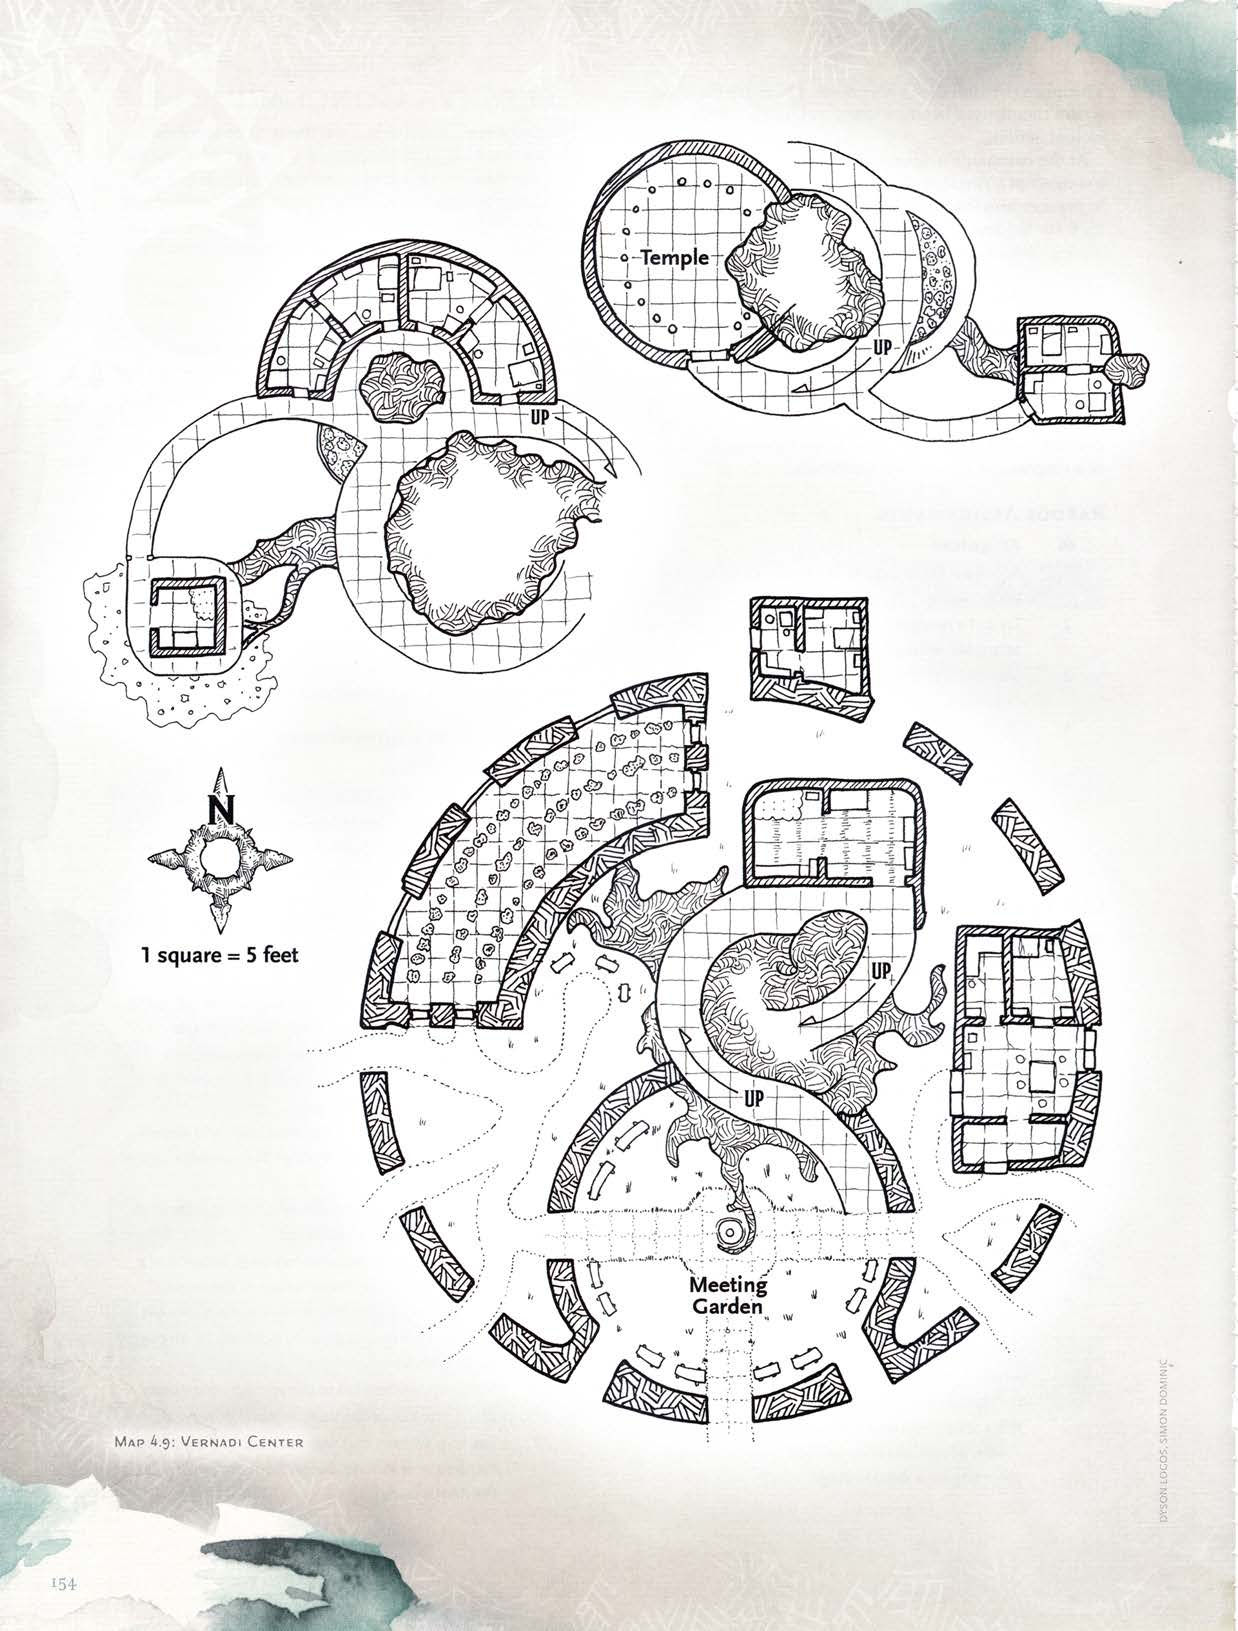 Temple
UP
UP
N
1 square = 5 feet
UP
UP
Meeting
Garden
Map 4.9: Vernadi Center
DYSON LOGOS, SIMON DOMINIC
154